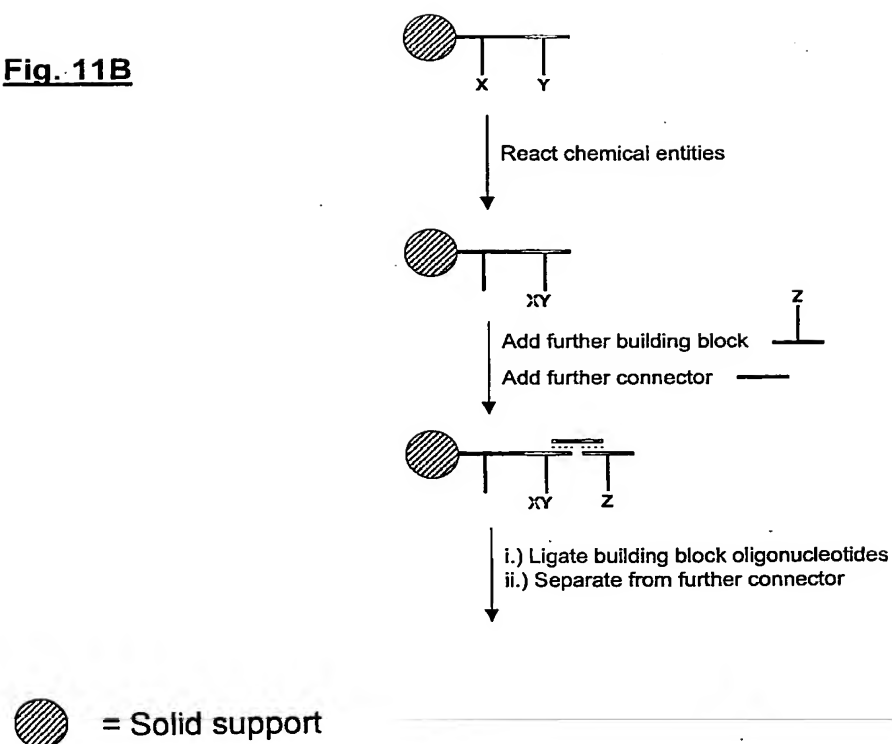 Fig. 11B
X Y
React chemical entities
XY
Z
Add further building block
Add further connector
XY Z
i.) Ligate building block oligonucleotides
ii.) Separate from further connector
= Solid support